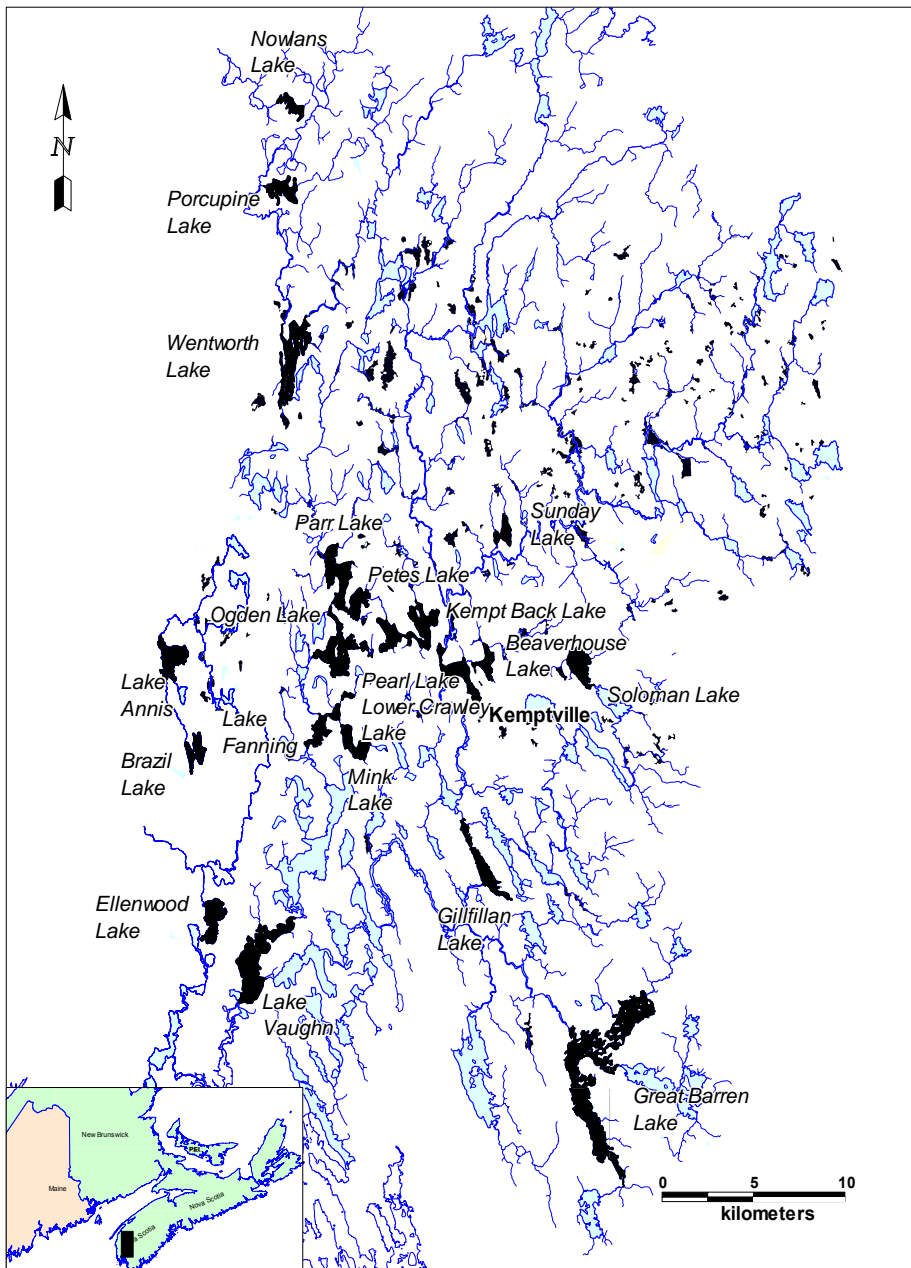 Nowlans
Lake
N
Porcupine
Lake
Wentworth
Lake
Sunday
Lake
Parr Lake
Petes Lake
Ogden Lake
Kempt Back Lake
Beaverhouse
Lake
Lake
Annis
Pearl Lake
Lower Crawley
Lake
Soloman Lake
Lake
Fanning
Kemptville
Brazil
Lake
Mink
Lake
Ellenwood
Lake
Gillfillan
Lake
Lake
Vaughn
Great Barren
Lake
New Brunswick
PEI
Maine
Nova Scotia
a Scotia
0 5 10
kilometers